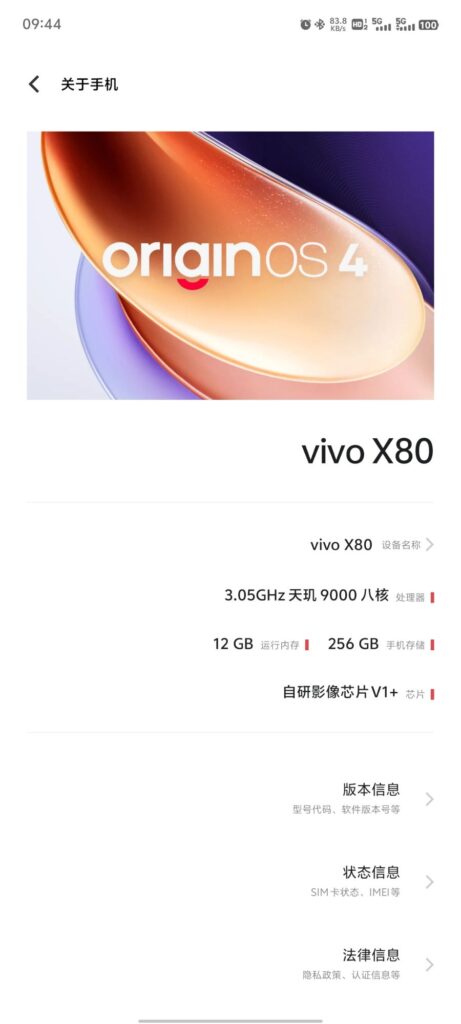 09:44 83.8 KB/s HD 1 2 5G 5G 100
关于手机
originOS 4
vivo X80
vivo X80 设备名称
3.05GHz 天玑 9000 八核 处理器
12 GB 运行内存 256 GB 手机存储
自研影像芯片V1+ 芯片
版本信息
型号代码、软件版本号等
状态信息
SIM卡状态、IMEI等
法律信息
隐私政策、认证信息等